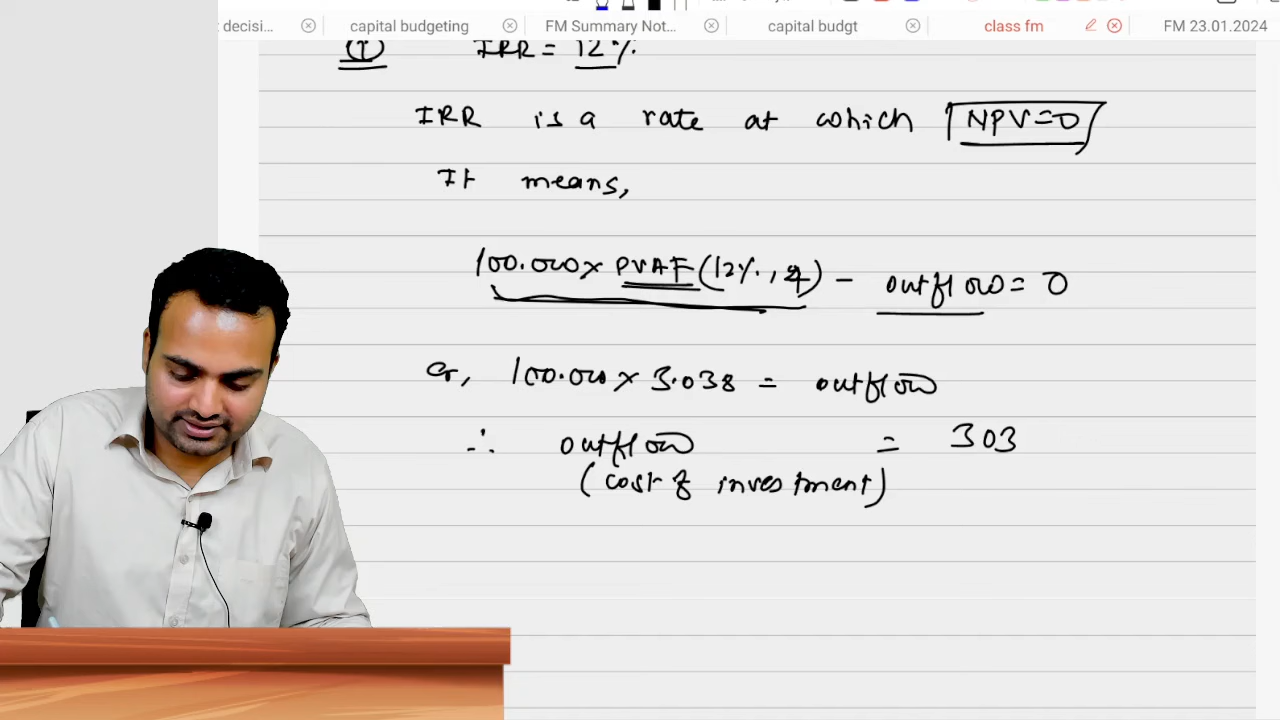 decisi... capital budgeting FM Summary Not... capital budgt class fm FM 23.01.2024
(1) IRR = 12%
IRR is a rate at which NPV=0
It means,
100.000 x PVAF (12%, 4) - outflow = 0
Or, 100.000 x 3.038 = outflow
∴ outflow = 303
(cost of investment)